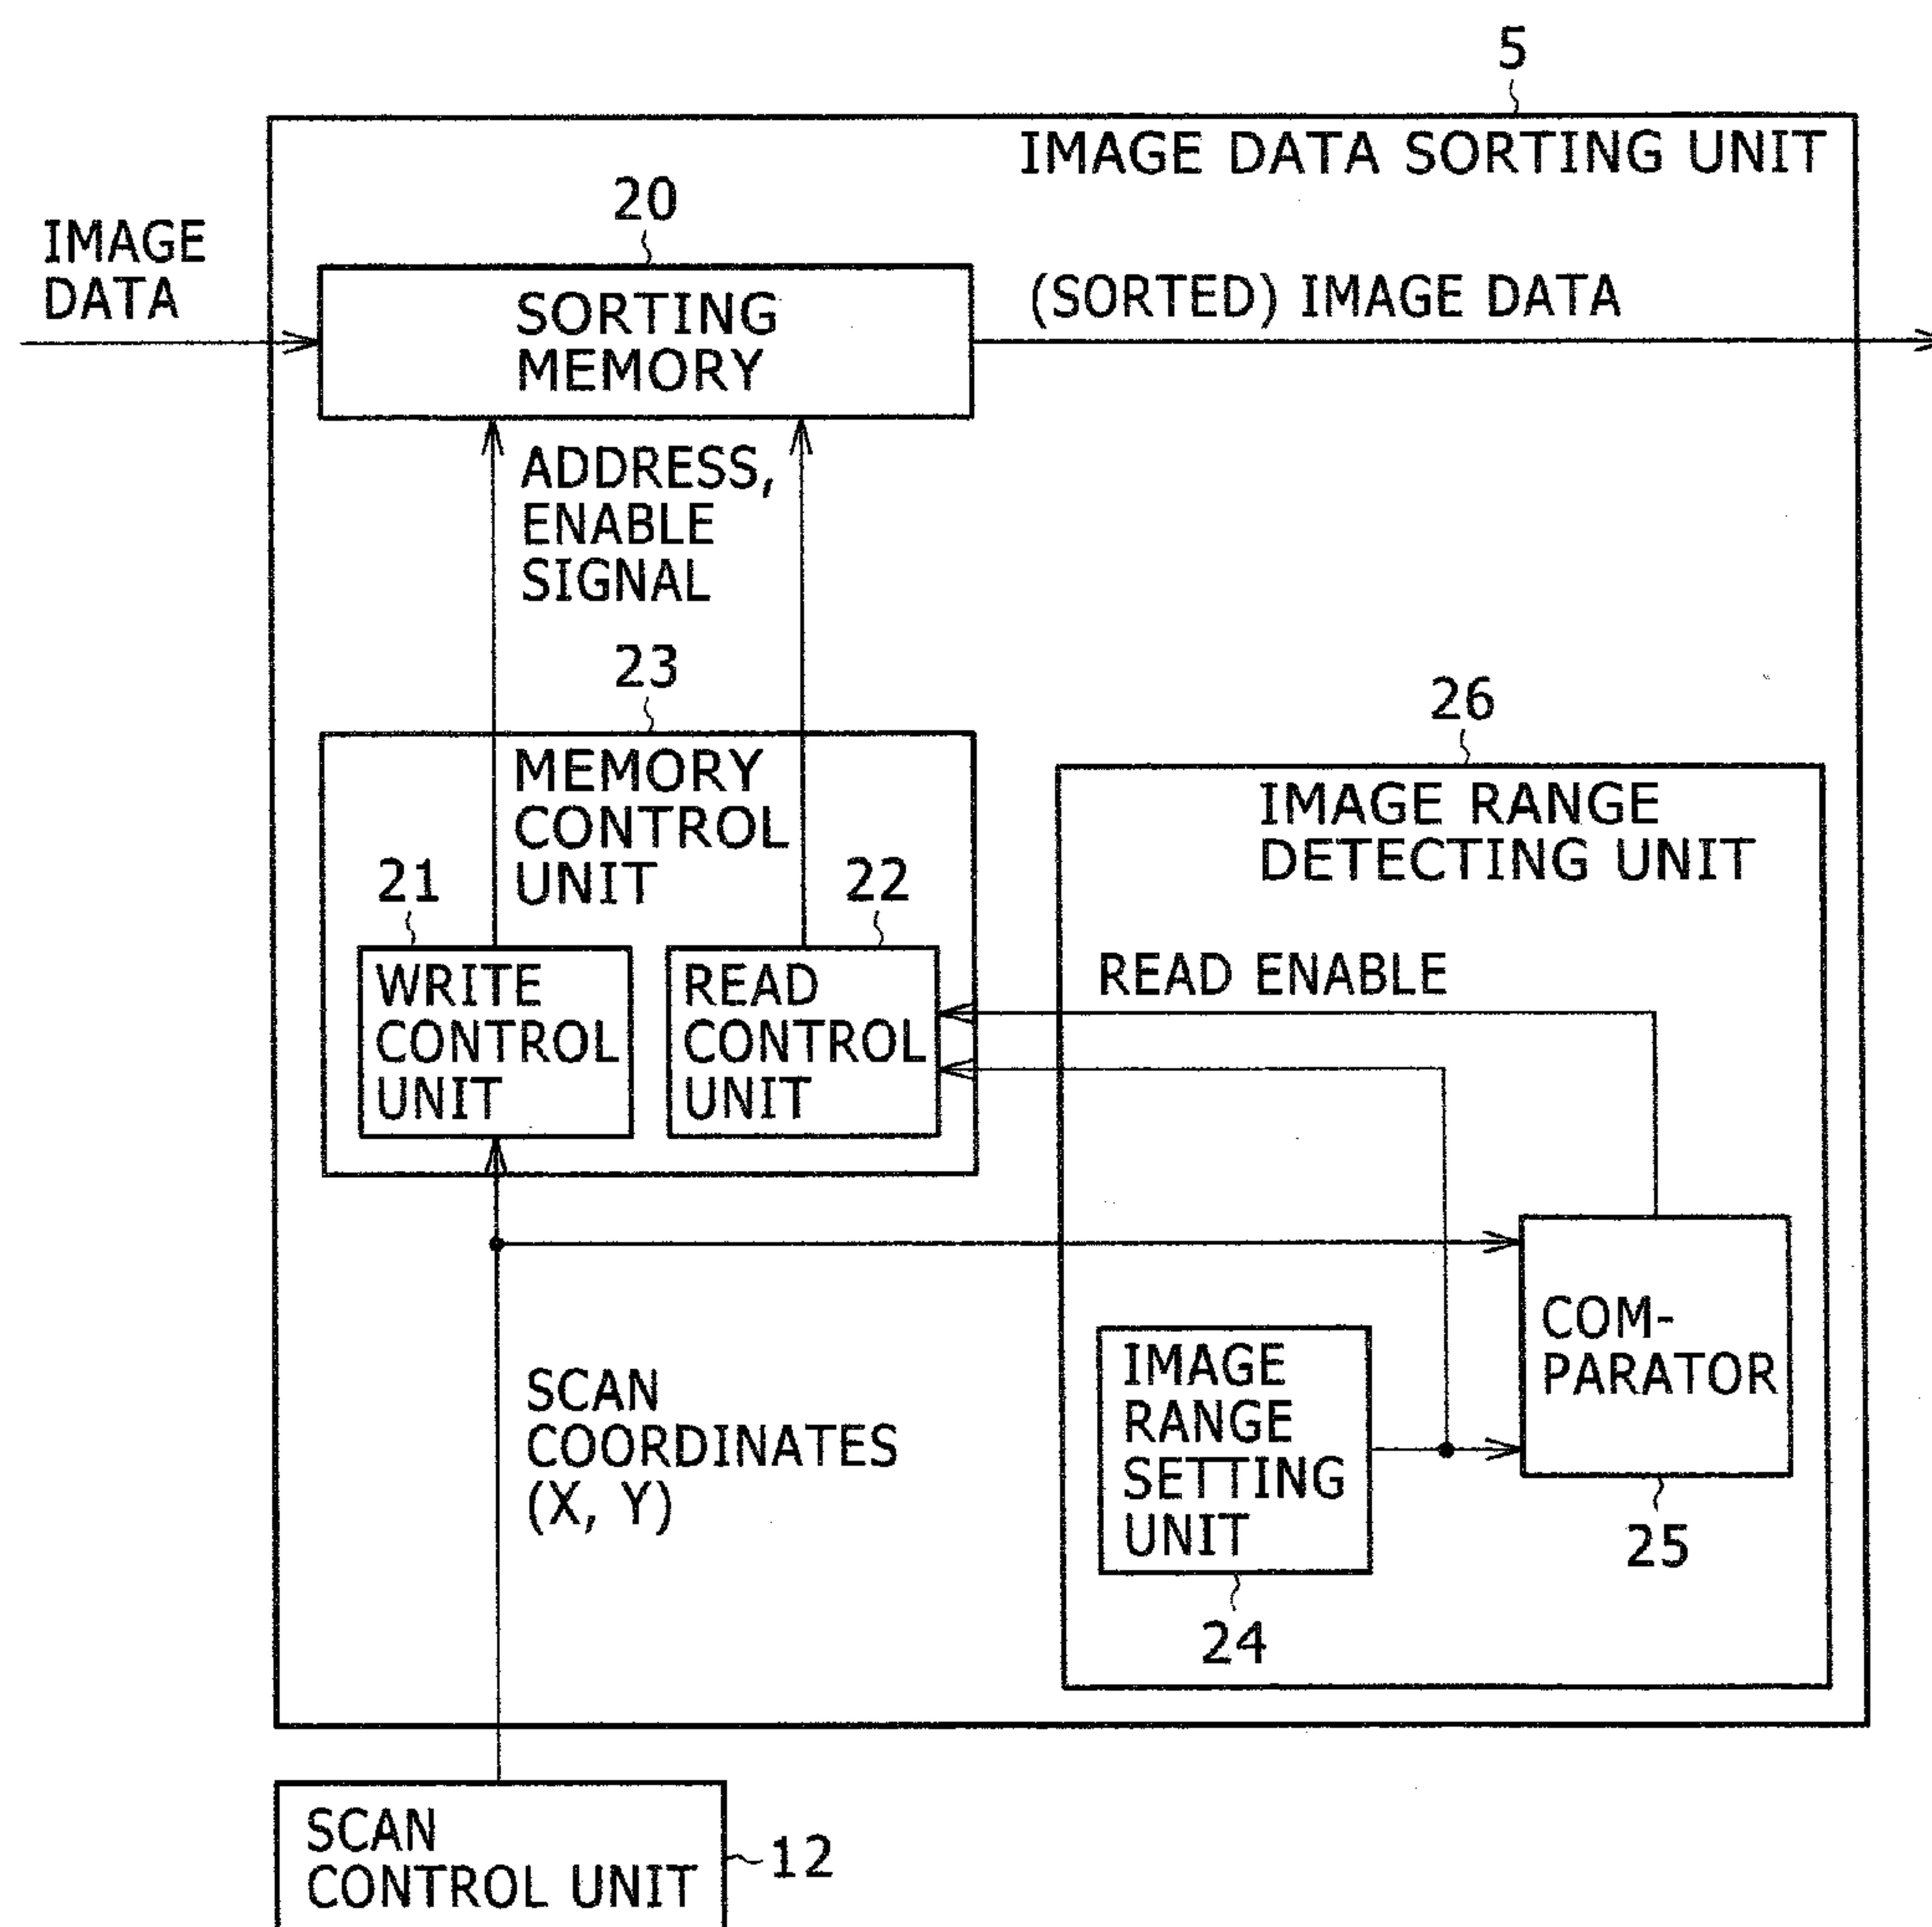 5
IMAGE DATA SORTING UNIT
20
IMAGE
DATA
SORTING
MEMORY
(SORTED) IMAGE DATA
ADDRESS,
ENABLE
SIGNAL
23
MEMORY
CONTROL
UNIT
26
IMAGE RANGE
DETECTING UNIT
21
22
WRITE
CONTROL
UNIT
READ
CONTROL
UNIT
READ ENABLE
COM-
PARATOR
25
IMAGE
RANGE
SETTING
UNIT
24
SCAN
COORDINATES
(X, Y)
SCAN
CONTROL UNIT
12